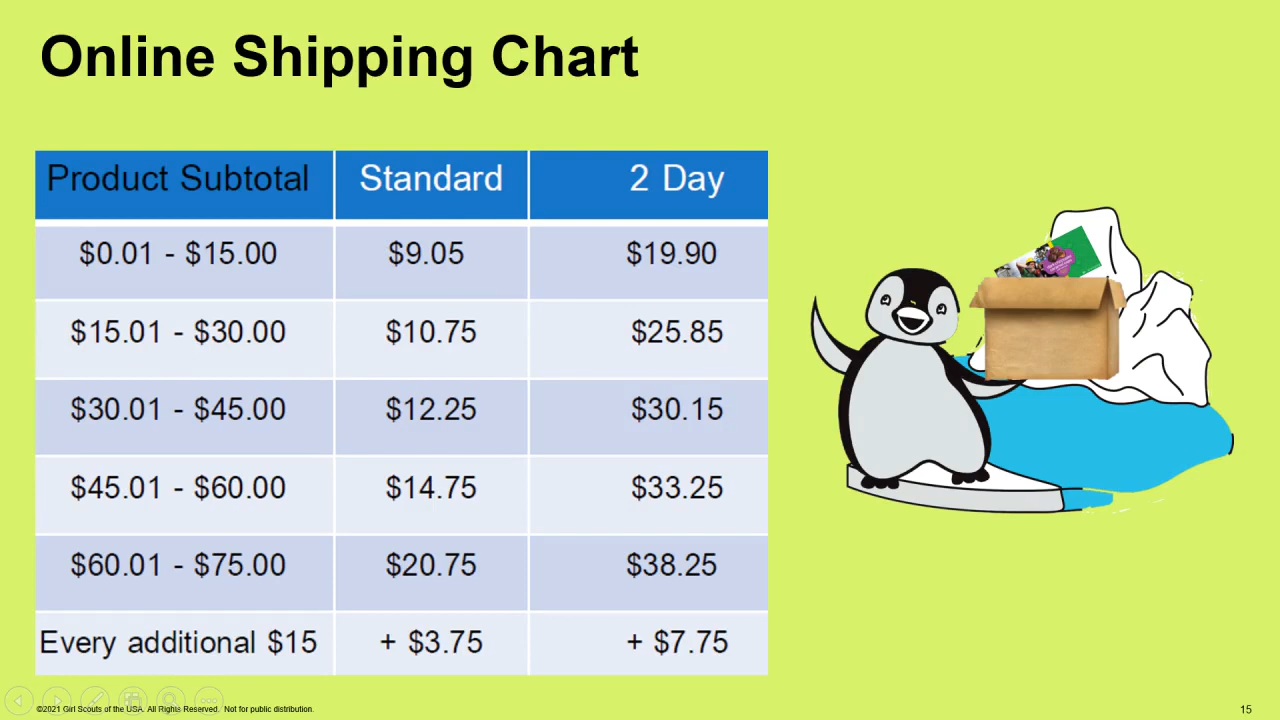 Online Shipping Chart
Product Subtotal Standard 2 Day
$0.01 - $15.00 $9.05 $19.90
$15.01 - $30.00 $10.75 $25.85
$30.01 - $45.00 $12.25 $30.15
$45.01 - $60.00 $14.75 $33.25
$60.01 - $75.00 $20.75 $38.25
Every additional $15 + $3.75 + $7.75
©2021 Girl Scouts of the USA. All Rights Reserved. Not for public distribution.
15